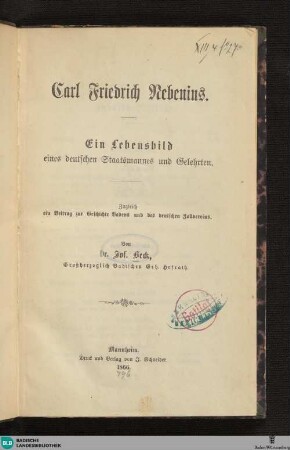 Carl Friedrich Nebenius.
Ein Lebensbild
eines deutschen Staatsmannes und Gelehrten.
Zugleich
ein Beitrag zur Geschichte Badens und des deutschen Zollvereins.
Von
Dr. Jos. Beck,
Großherzoglich Badischem Geh. Hofrath.
Mannheim.
Druck und Verlag von J. Schneider
1866.
BLB BADISCHE LANDESBIBLIOTHEK